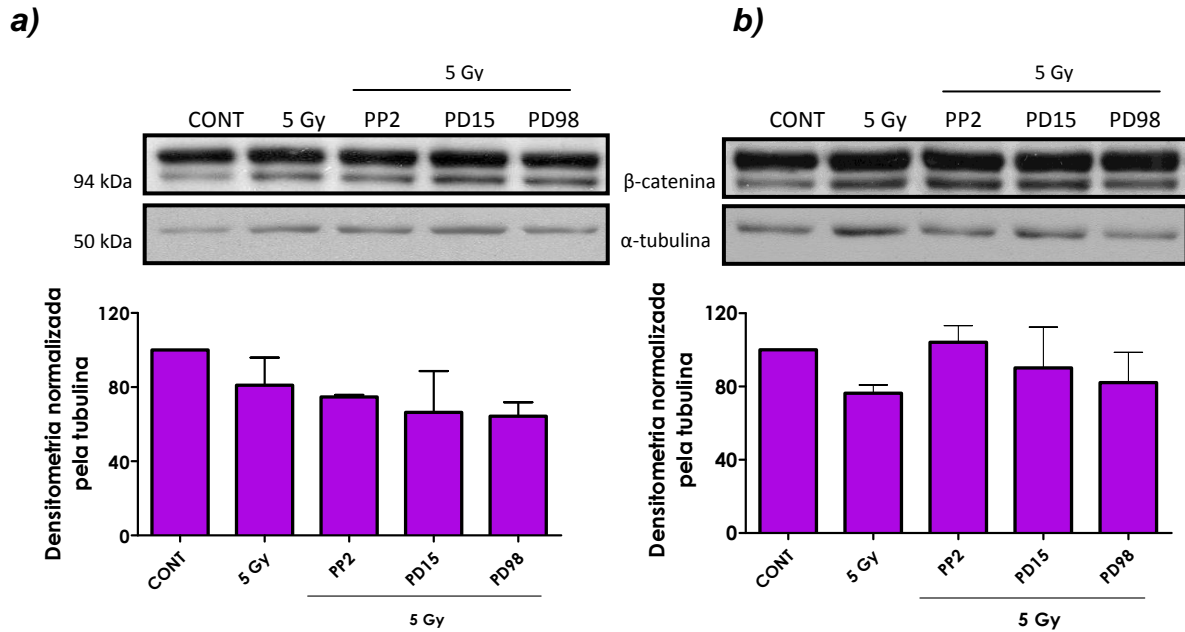 a)
5 Gy
CONT 5 Gy PP2 PD15 PD98
94 kDa
50 kDa
β-catenina
α-tubulina
Densitometria normalizada
pela tubulina
120
80
40
0
CONT
5 Gy
PP2
PD15
PD98
5 Gy
b)
5 Gy
CONT 5 Gy PP2 PD15 PD98
Densitometria normalizada
pela tubulina
120
80
40
0
CONT
5 Gy
PP2
PD15
PD98
5 Gy